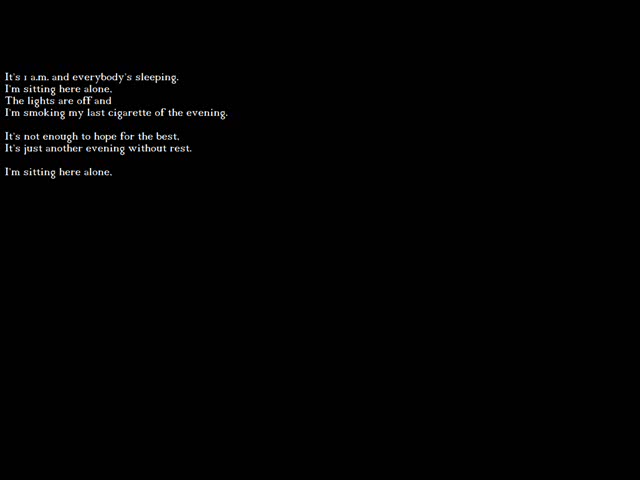 It's 1 a.m. and everybody's sleeping.
I'm sitting here alone.
The lights are off and
I'm smoking my last cigarette of the evening.
It's not enough to hope for the best,
It's just another evening without rest.
I'm sitting here alone.